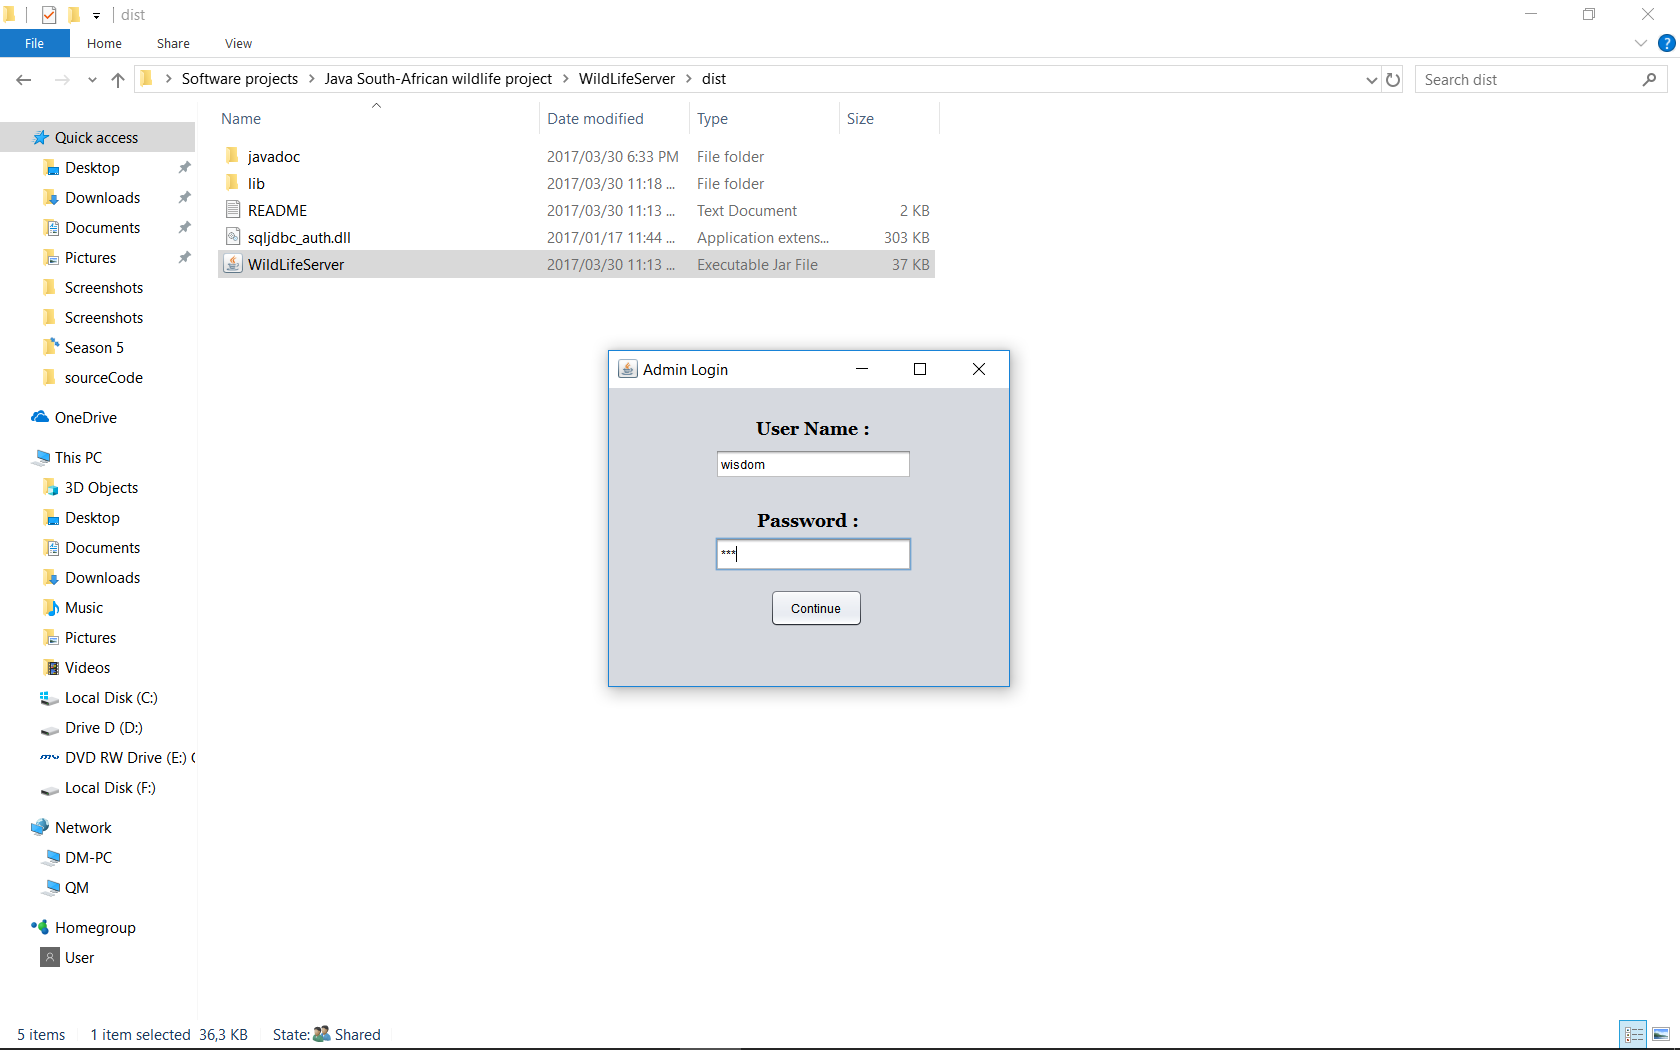 dist
File Home Share View
Software projects Java South-African wildlife project WildLifeServer dist
Search dist
Name Date modified Type Size
javadoc 2017/03/30 6:33 PM File folder
lib 2017/03/30 11:18 ... File folder
README 2017/03/30 11:13 ... Text Document 2 KB
sqljdbc_auth.dll 2017/01/17 11:44 ... Application extens... 303 KB
WildLifeServer 2017/03/30 11:13 ... Executable Jar File 37 KB
Quick access
Desktop
Downloads
Documents
Pictures
Screenshots
Screenshots
Season 5
sourceCode
OneDrive
This PC
3D Objects
Desktop
Documents
Downloads
Music
Pictures
Videos
Local Disk (C:)
Drive D (D:)
DVD RW Drive (E:)
Local Disk (F:)
Network
DM-PC
QM
Homegroup
User
Admin Login
User Name :
wisdom
Password :
***
Continue
5 items 1 item selected 36,3 KB State: Shared